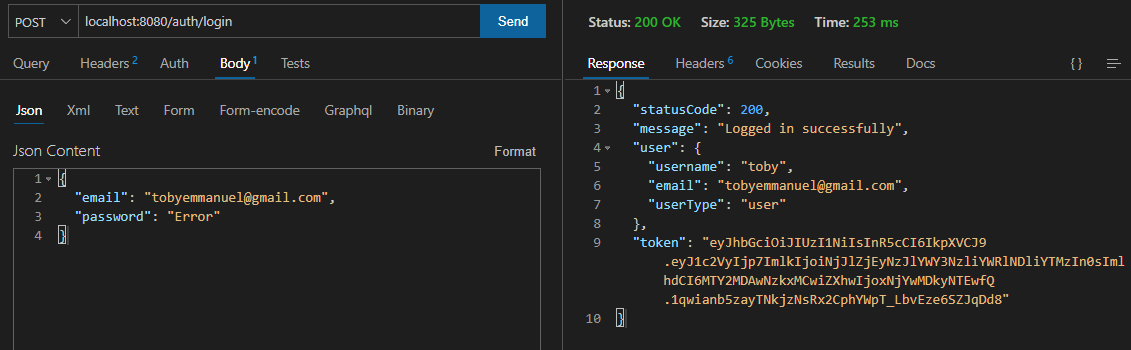 POST localhost:8080/auth/login Send
Query Headers 2 Auth Body 1 Tests
Json Xml Text Form Form-encode Graphql Binary
Json Content Format
1 {
2 "email": "tobyemmanuel@gmail.com",
3 "password": "Error"
4 }
Status: 200 OK Size: 325 Bytes Time: 253 ms
Response Headers 6 Cookies Results Docs { }
1 {
2 "statusCode": 200,
3 "message": "Logged in successfully",
4 "user": {
5 "username": "toby",
6 "email": "tobyemmanuel@gmail.com",
7 "userType": "user"
8 },
9 "token": "eyJhbGciOiJIUzI1NiIsInR5cCI6IkpXVCJ9
.eyJ1c2VyIjp7ImlkIjoiNjJlZjEyNzJlYWY3NzliYWRlNDliYTMzIn0sIml
hdCI6MTY2MDAwNzkxMCwiZXhwIjoxNjYwMDkyNTEwfQ
.1qwianb5zayTNkjzNsRx2CphYWpT_LbvEze6SZJqDd8"
10 }